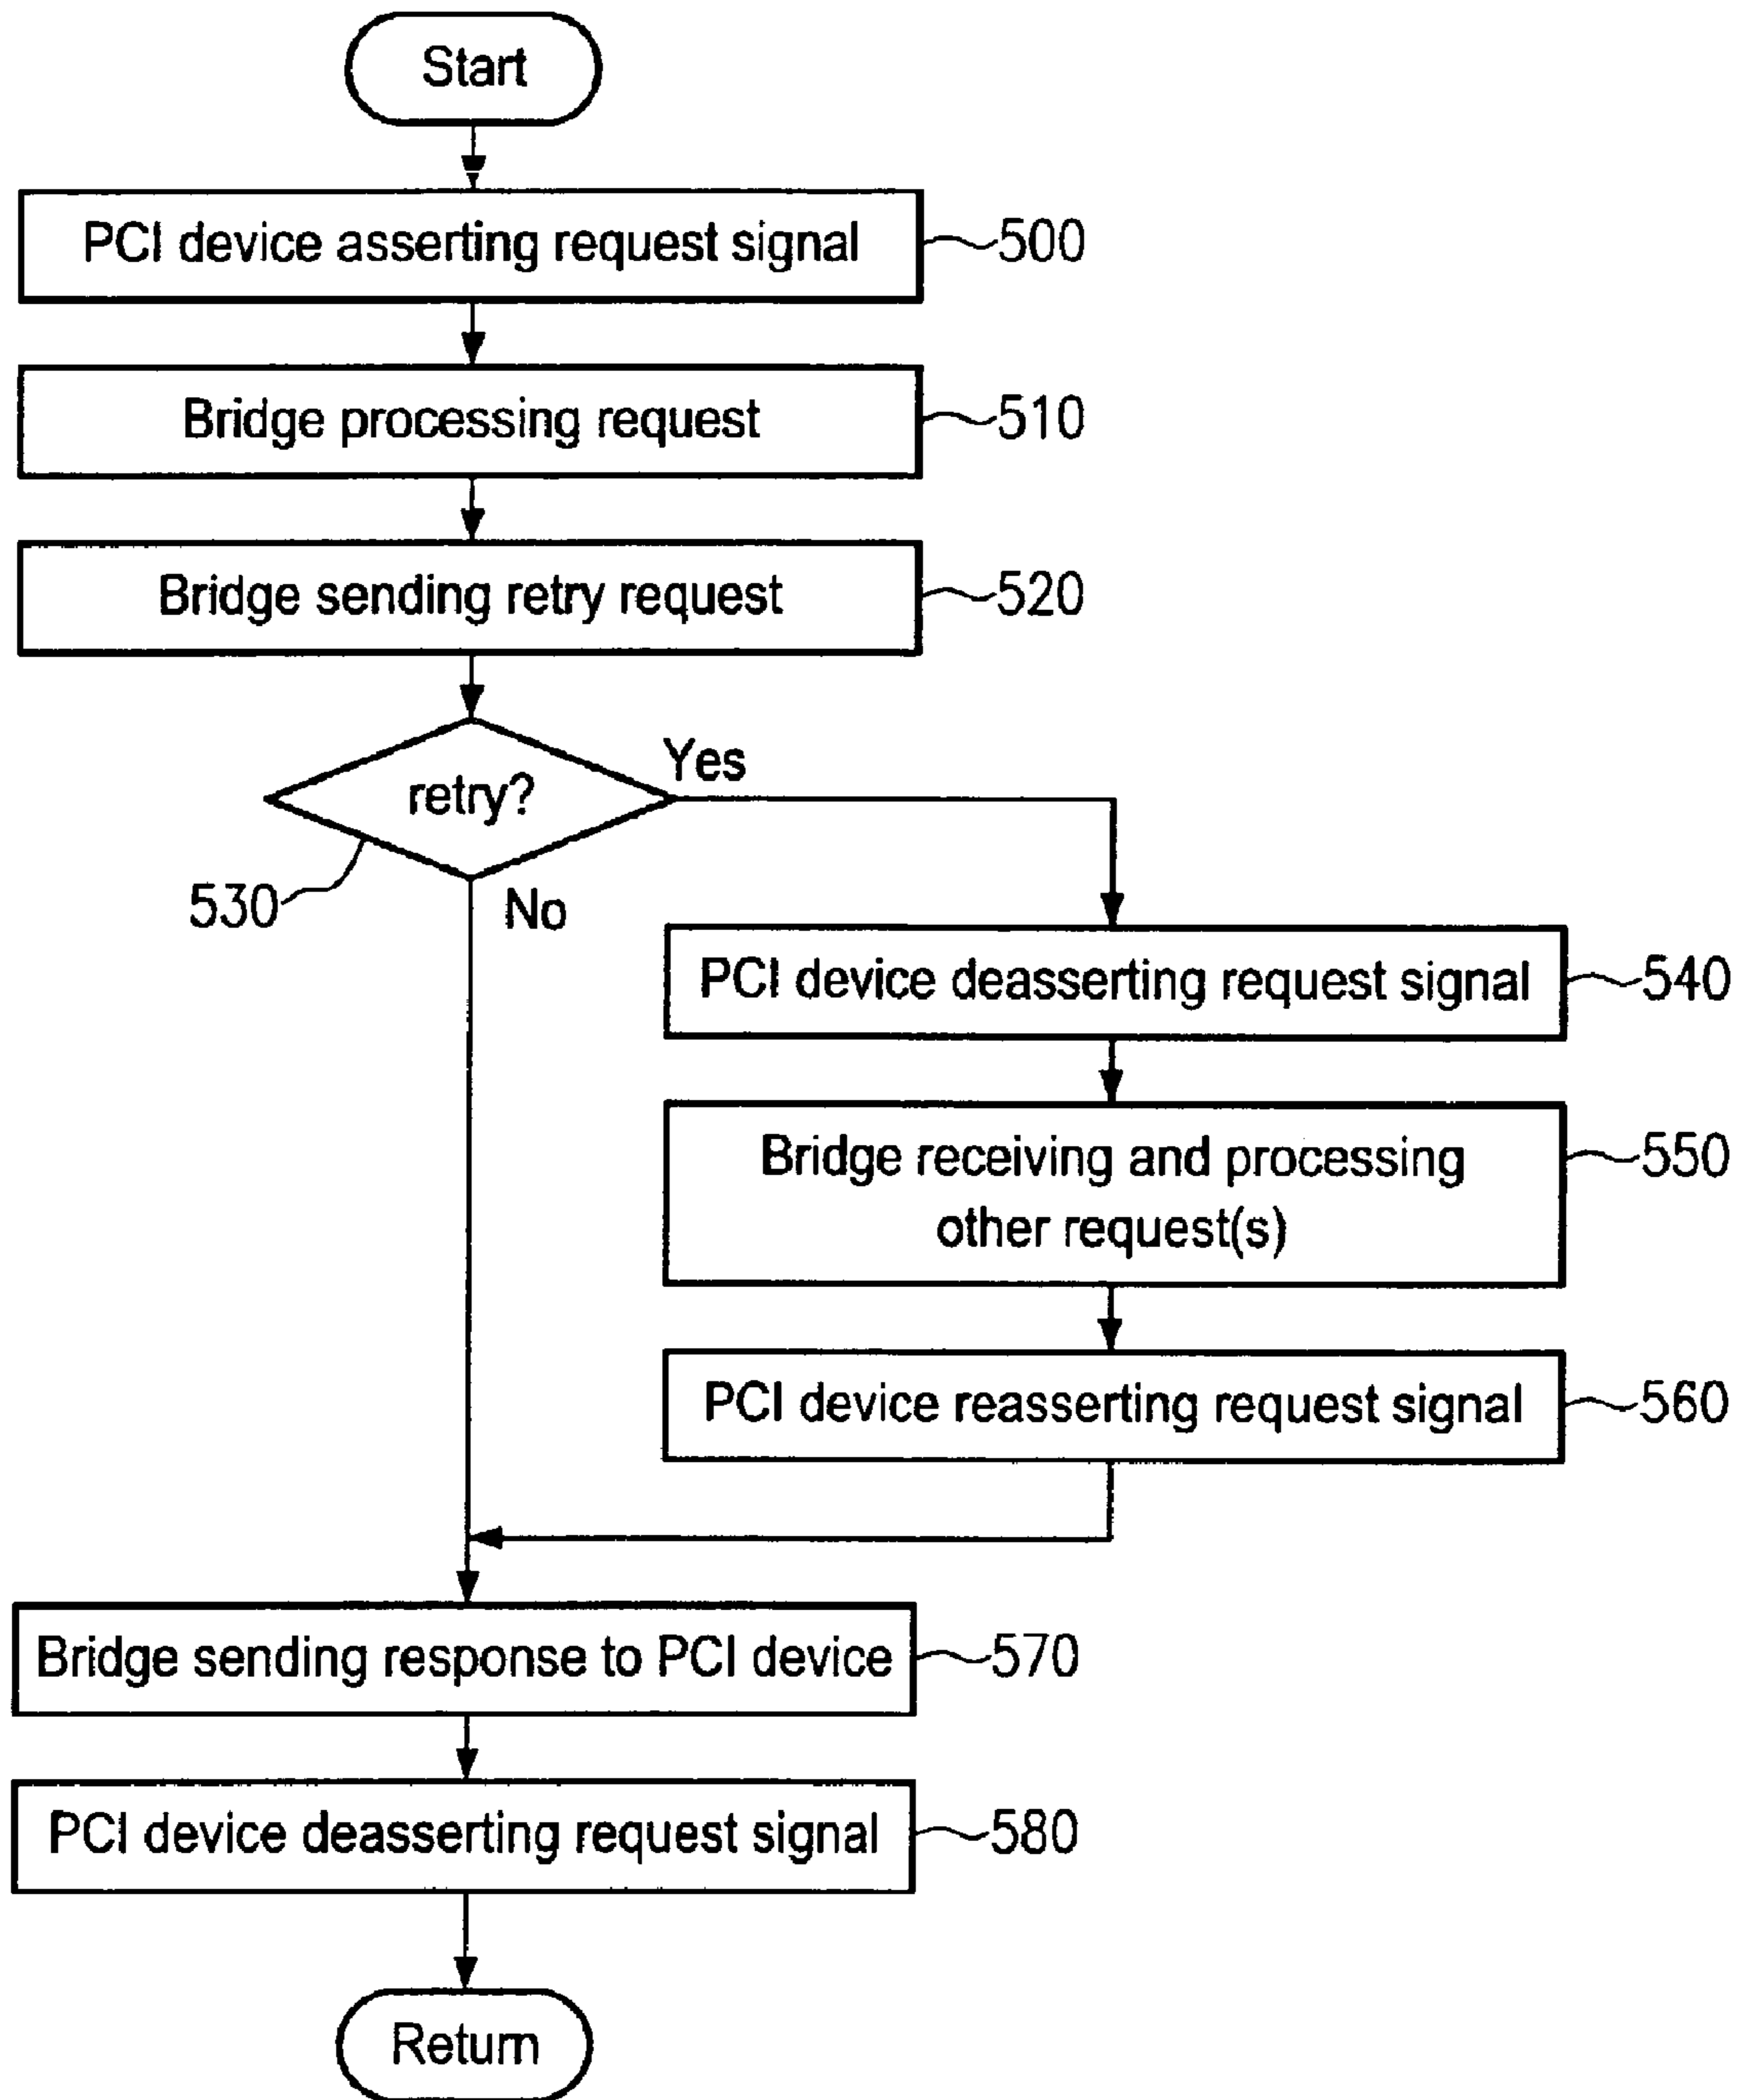 Start
PCI device asserting request signal
500
Bridge processing request
510
Bridge sending retry request
520
retry?
Yes
530
No
PCI device deasserting request signal
540
Bridge receiving and processing
other request(s)
550
PCI device reasserting request signal
560
Bridge sending response to PCI device
570
PCI device deasserting request signal
580
Return